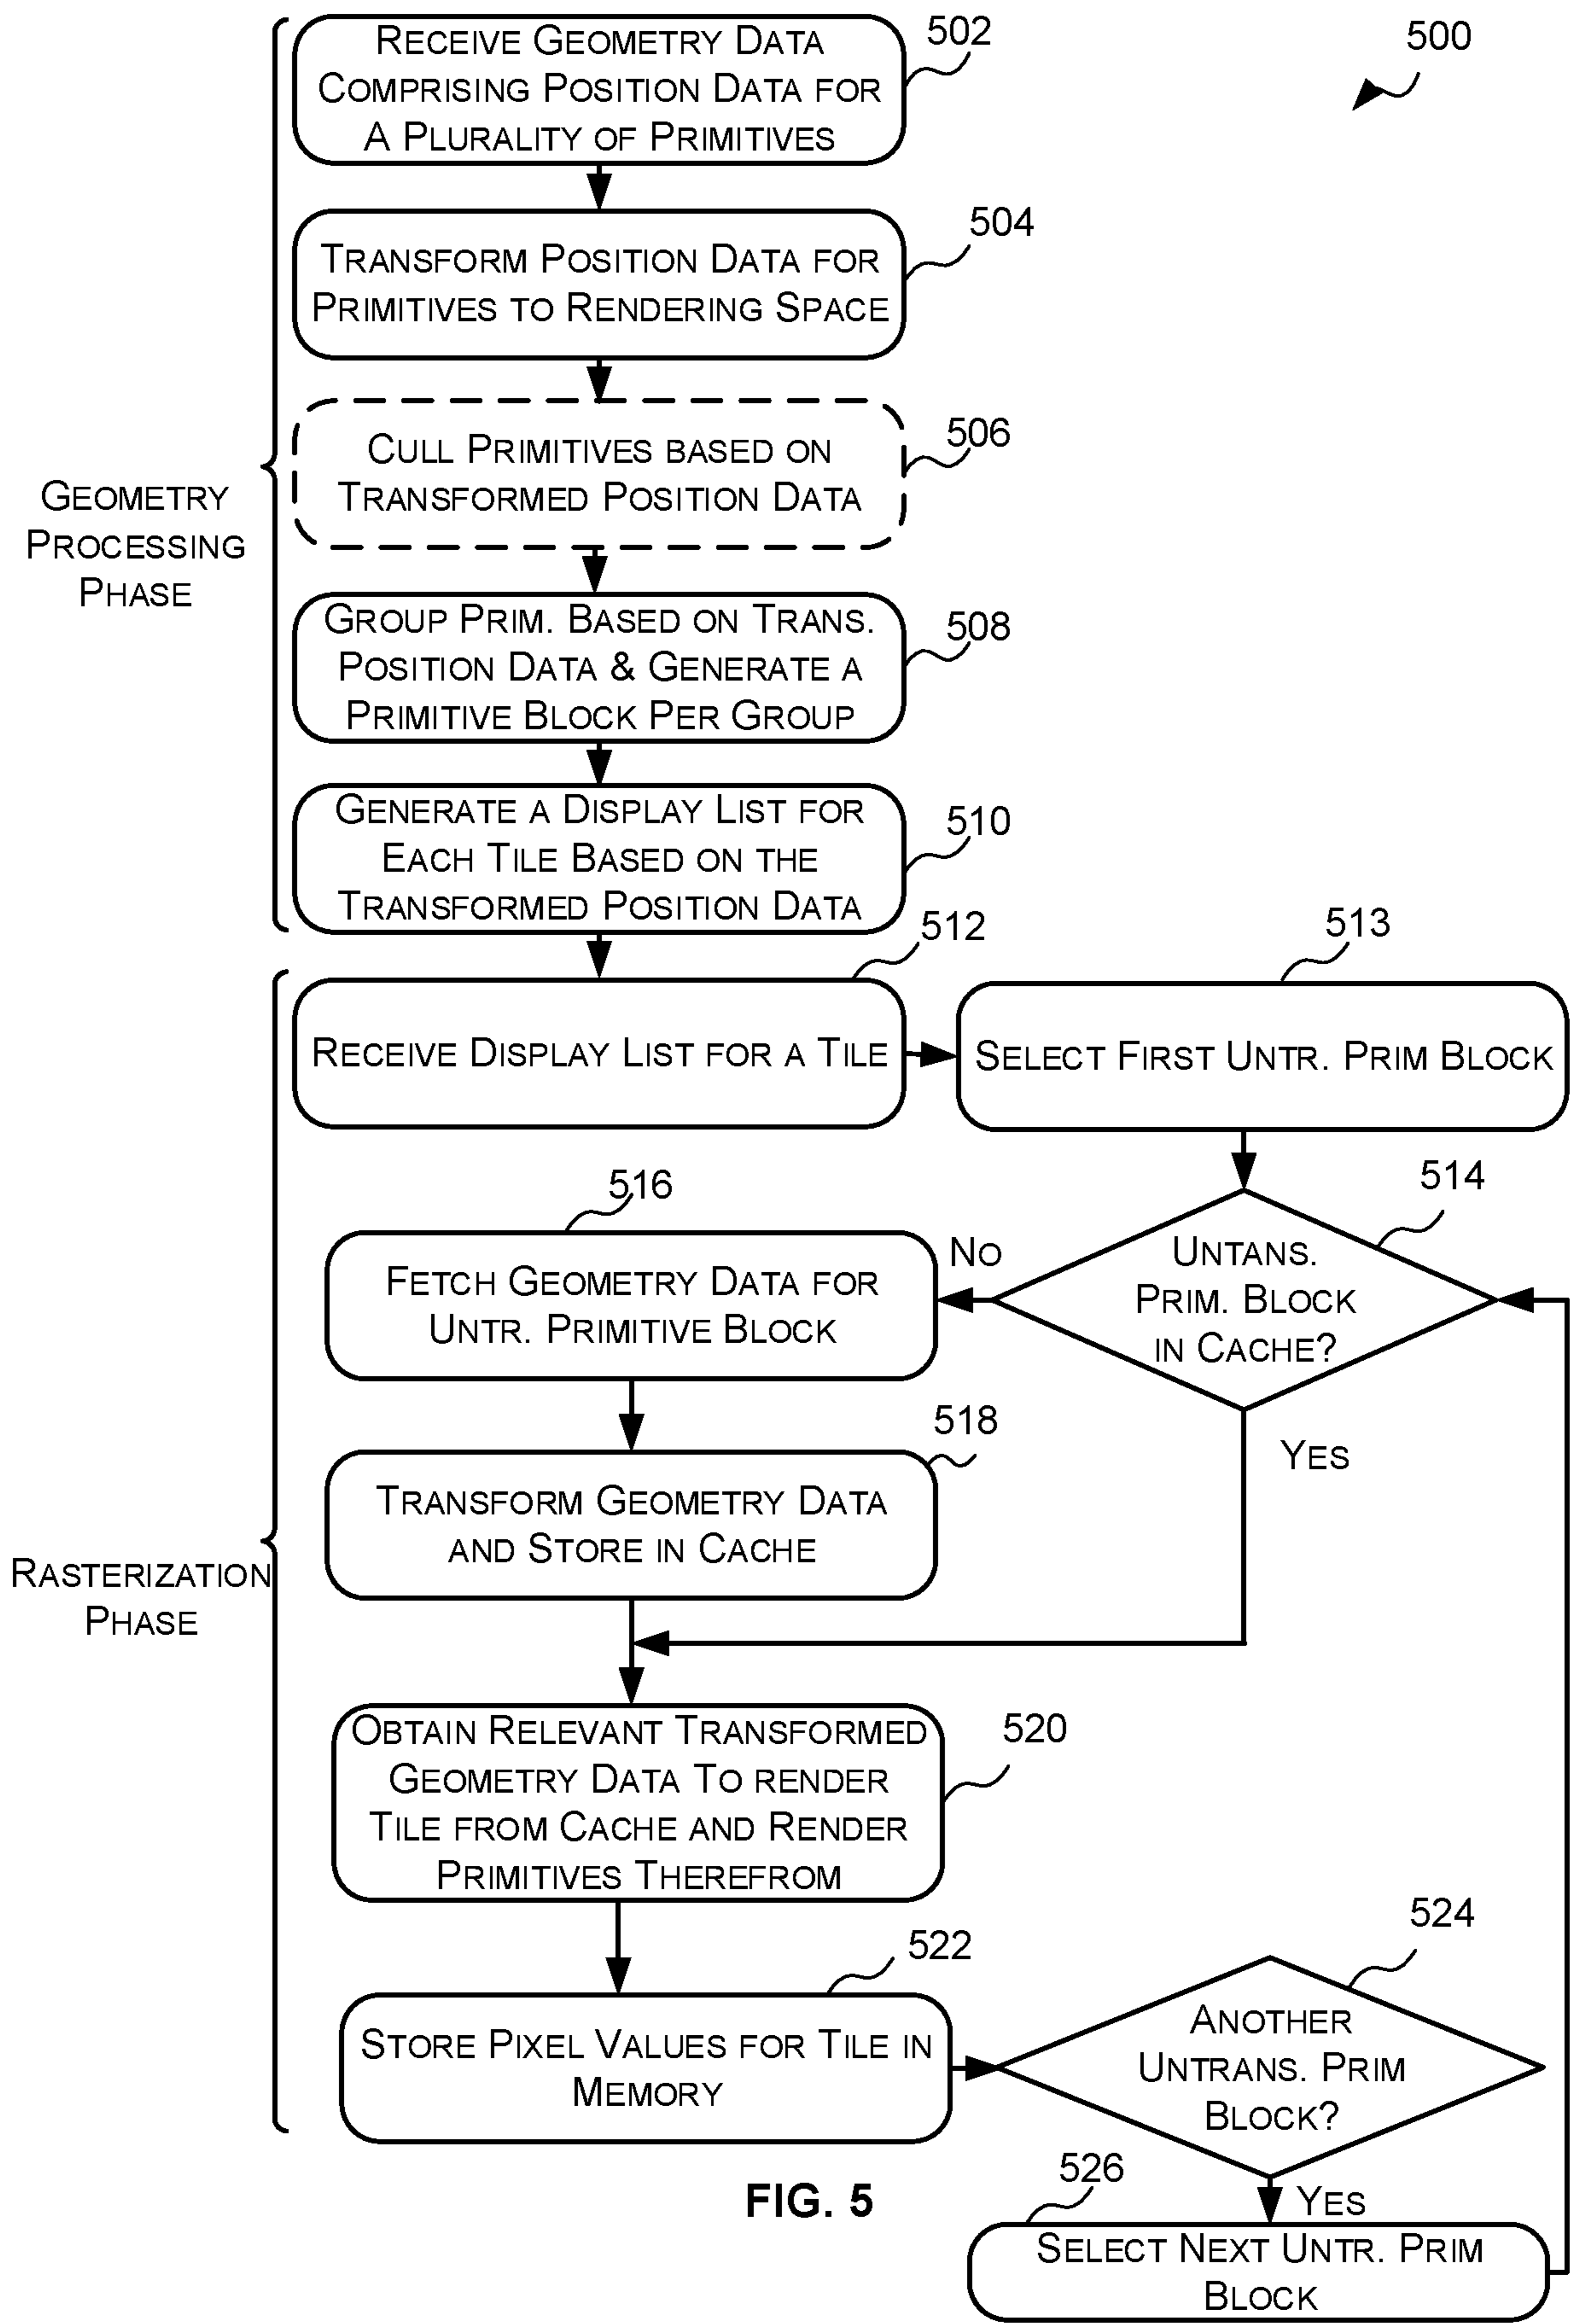 500
502
RECEIVE GEOMETRY DATA
COMPRISING POSITION DATA FOR
A PLURALITY OF PRIMITIVES
504
TRANSFORM POSITION DATA FOR
PRIMITIVES TO RENDERING SPACE
506
CULL PRIMITIVES BASED ON
TRANSFORMED POSITION DATA
GEOMETRY
PROCESSING
PHASE
508
GROUP PRIM. BASED ON TRANS.
POSITION DATA & GENERATE A
PRIMITIVE BLOCK PER GROUP
510
GENERATE A DISPLAY LIST FOR
EACH TILE BASED ON THE
TRANSFORMED POSITION DATA
512
RECEIVE DISPLAY LIST FOR A TILE
513
SELECT FIRST UNTR. PRIM BLOCK
514
UNTANS.
PRIM. BLOCK
IN CACHE?
NO
YES
516
FETCH GEOMETRY DATA FOR
UNTR. PRIMITIVE BLOCK
518
TRANSFORM GEOMETRY DATA
AND STORE IN CACHE
RASTERIZATION
PHASE
520
OBTAIN RELEVANT TRANSFORMED
GEOMETRY DATA TO RENDER
TILE FROM CACHE AND RENDER
PRIMITIVES THEREFROM
522
STORE PIXEL VALUES FOR TILE IN
MEMORY
524
ANOTHER
UNTRANS. PRIM
BLOCK?
YES
526
SELECT NEXT UNTR. PRIM
BLOCK
FIG. 5